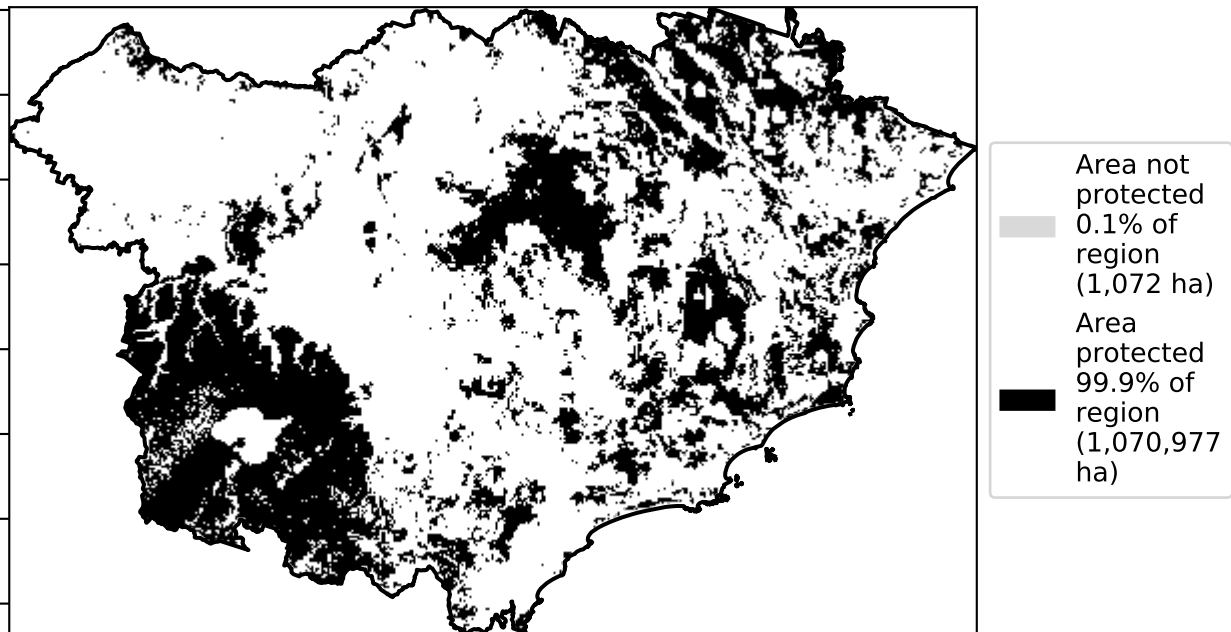 Area not
protected
0.1% of
region
(1,072 ha)
Area
protected
99.9% of
region
(1,070,977
ha)